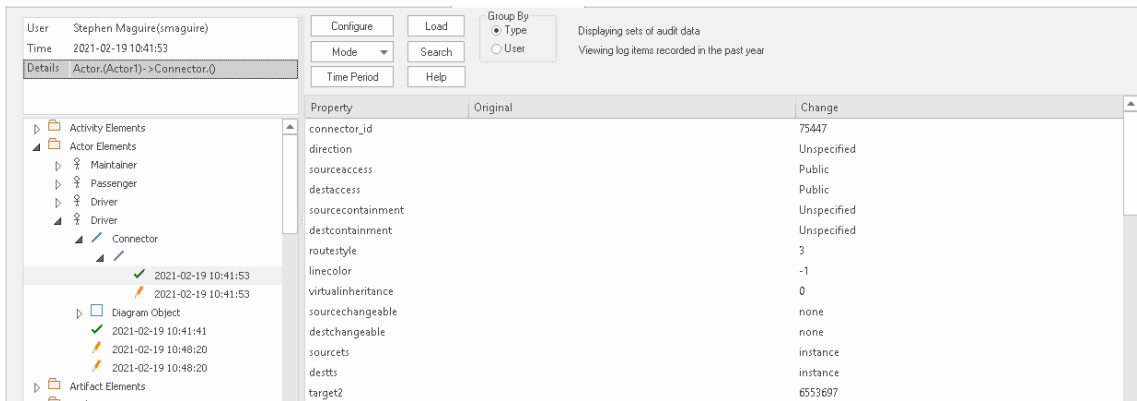 User Stephen Maguire(smaguire)
Time 2021-02-19 10:41:53
Details Actor.(Actor1)->Connector.()
Configure Load
Mode Search
Time Period Help
Group By
Type
User
Displaying sets of audit data
Viewing log items recorded in the past year
Activity Elements
Actor Elements
Maintainer
Passenger
Driver
Driver
Connector
2021-02-19 10:41:53
2021-02-19 10:41:53
Diagram Object
2021-02-19 10:41:41
2021-02-19 10:48:20
2021-02-19 10:48:20
Artifact Elements
Property Original Change
connector_id 75447
direction Unspecified
sourceaccess Public
destaccess Public
sourcecontainment Unspecified
destcontainment Unspecified
routestyle 3
linecolor -1
virtualinheritance 0
sourcechangeable none
destchangeable none
sourcets instance
destts instance
target2 6553697